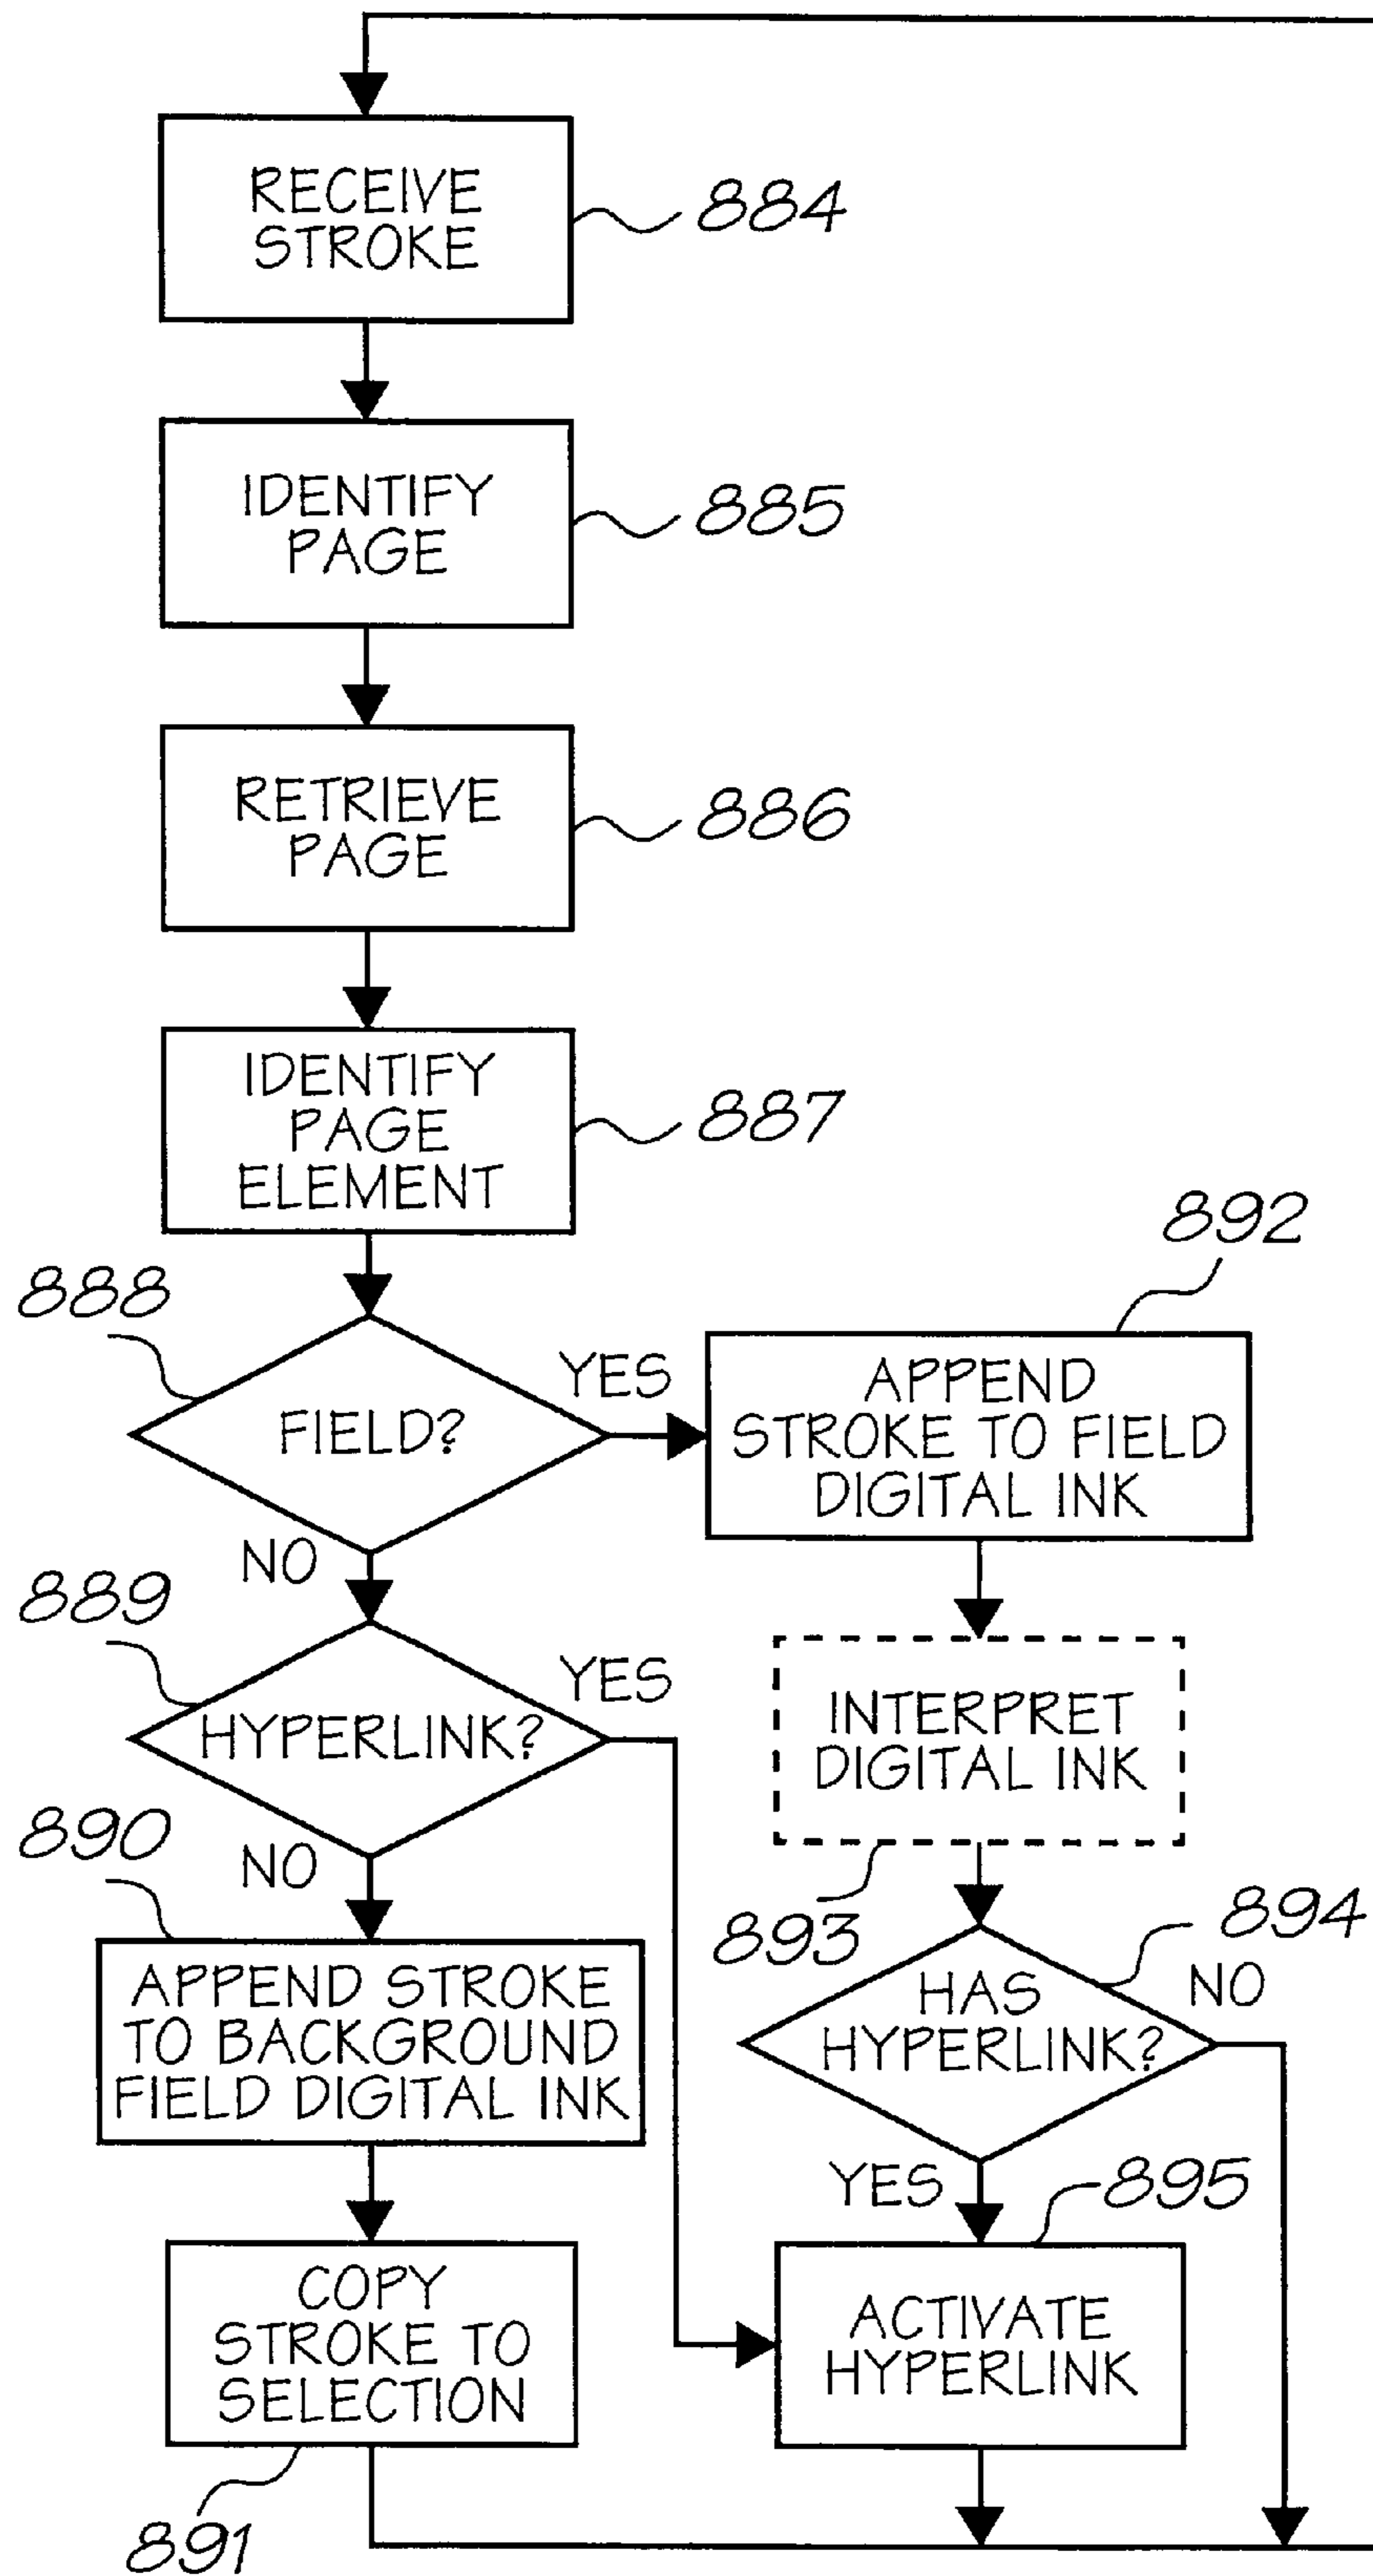 RECEIVE
STROKE
884
IDENTIFY
PAGE
885
RETRIEVE
PAGE
886
IDENTIFY
PAGE
ELEMENT
887
888
FIELD?
YES
NO
892
APPEND
STROKE TO FIELD
DIGITAL INK
889
HYPERLINK?
YES
NO
INTERPRET
DIGITAL INK
893
890
APPEND STROKE
TO BACKGROUND
FIELD DIGITAL INK
894
HAS
HYPERLINK?
NO
YES
895
COPY
STROKE TO
SELECTION
891
ACTIVATE
HYPERLINK